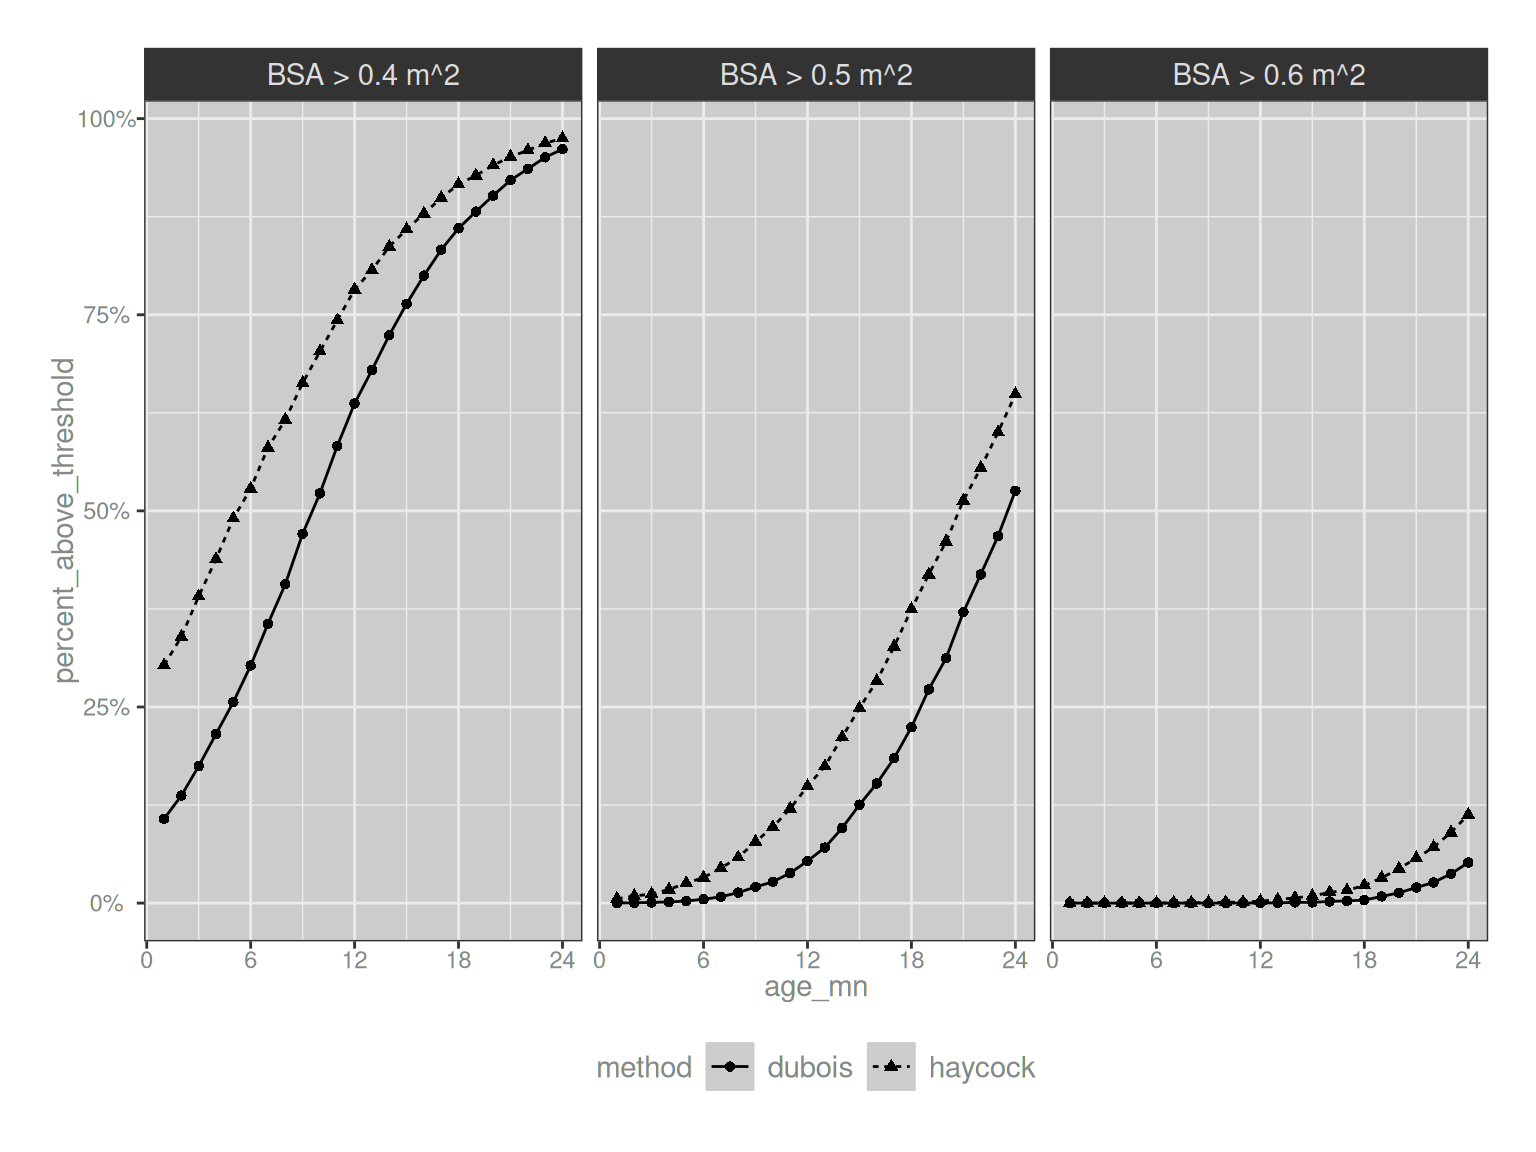 BSA > 0.4 m^2
BSA > 0.5 m^2
BSA > 0.6 m^2
percent_above_threshold
100%
75%
50%
25%
0%
0 6 12 18 24
0 6 12 18 24
0 6 12 18 24
age_mn
method dubois haycock